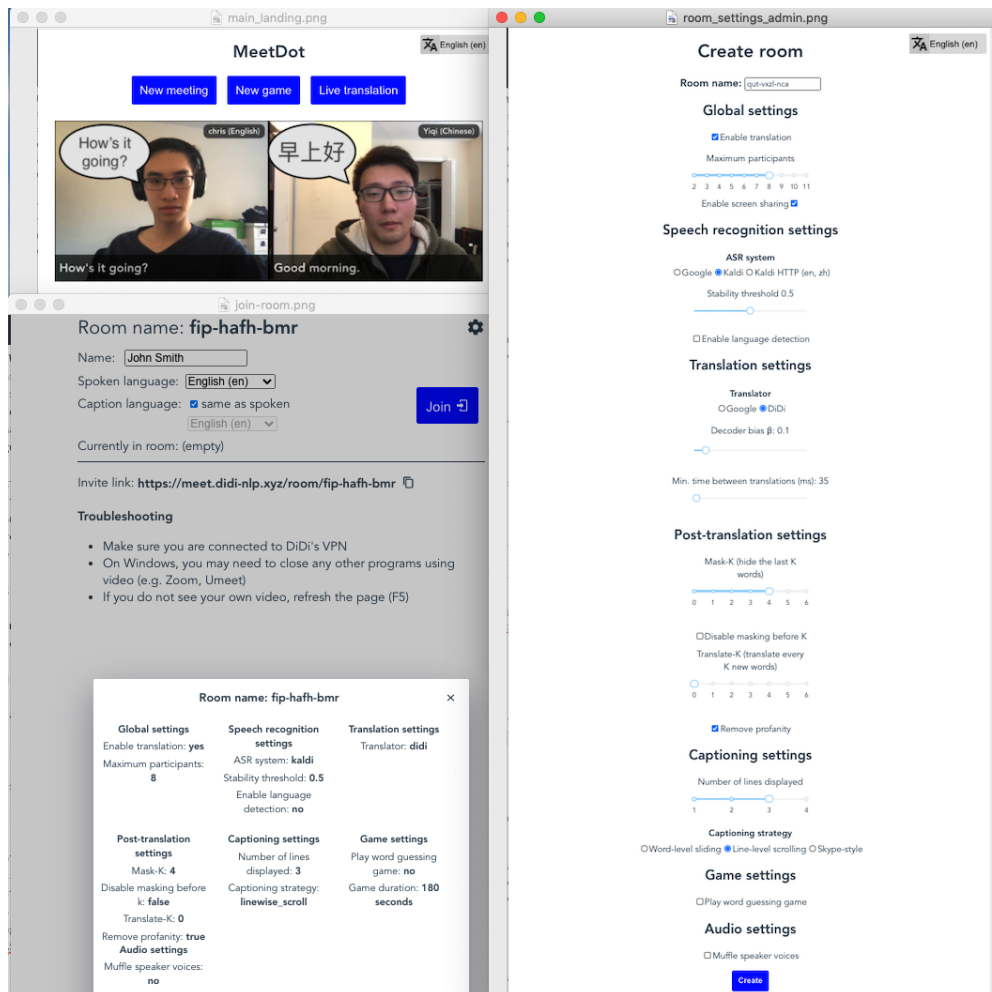 main_landing.png
MeetDot
English (en)
New meeting
New game
Live translation
How's it
going?
chris (English)
早上好
Yiqi (Chinese)
How's it going?
Good morning.
join-room.png
Room name: fip-hafh-bmr
Name: John Smith
Spoken language: English (en)
Caption language: same as spoken
English (en)
Join
Currently in room: (empty)
Invite link: https://meet.didi-nlp.xyz/room/fip-hafh-bmr
Troubleshooting
• Make sure you are connected to DiDi's VPN
• On Windows, you may need to close any other programs using
video (e.g. Zoom, Umeet)
• If you do not see your own video, refresh the page (F5)
Room name: fip-hafh-bmr
Global settings
Enable translation: yes
Maximum participants:
8
Speech recognition
settings
ASR system: kaldi
Stability threshold: 0.5
Enable language
detection: no
Translation settings
Translator: didi
Post-translation
settings
Mask-K: 4
Disable masking before
k: false
Translate-K: 0
Remove profanity: true
Audio settings
Muffle speaker voices:
no
Captioning settings
Number of lines
displayed: 3
Captioning strategy:
linewise_scroll
Game settings
Play word guessing
game: no
Game duration: 180
seconds
room_settings_admin.png
Create room
English (en)
Room name: qut-vxzl-nca
Global settings
Enable translation
Maximum participants
2 3 4 5 6 7 8 9 10 11
Enable screen sharing
Speech recognition settings
ASR system
Google Kaldi Kaldi HTTP (en, zh)
Stability threshold 0.5
Enable language detection
Translation settings
Translator
Google DiDi
Decoder bias β: 0.1
Min. time between translations (ms): 35
Post-translation settings
Mask-K (hide the last K
words)
0 1 2 3 4 5 6
Disable masking before K
Translate-K (translate every
K new words)
0 1 2 3 4 5 6
Remove profanity
Captioning settings
Number of lines displayed
1 2 3 4
Captioning strategy
Word-level sliding Line-level scrolling Skype-style
Game settings
Play word guessing game
Audio settings
Muffle speaker voices
Create